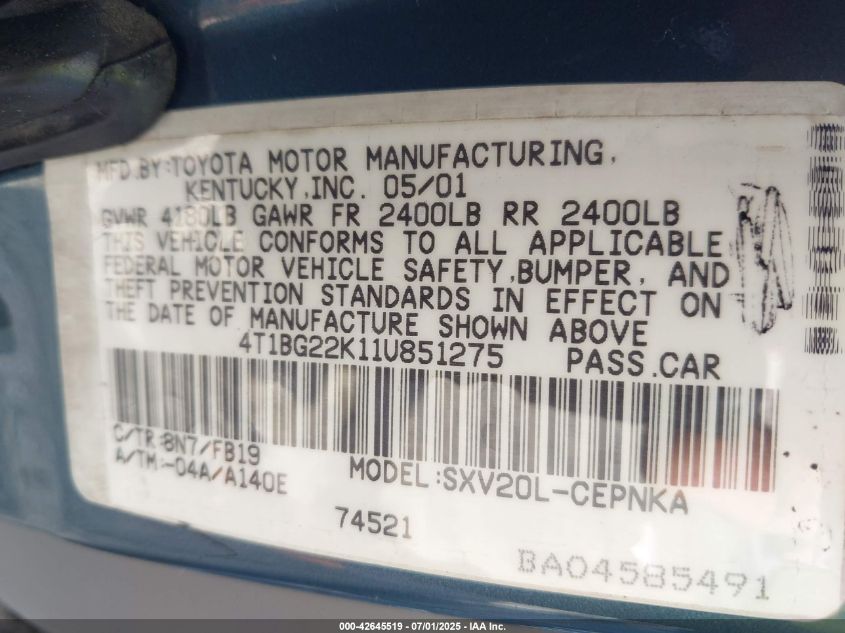 MFD.BY:TOYOTA MOTOR MANUFACTURING,
KENTUCKY,INC. 05/01
GVWR 4180LB GAWR FR 2400LB RR 2400LB
THIS VEHICLE CONFORMS TO ALL APPLICABLE
FEDERAL MOTOR VEHICLE SAFETY,BUMPER, AND
THEFT PREVENTION STANDARDS IN EFFECT ON
THE DATE OF MANUFACTURE SHOWN ABOVE
4T1BG22K11U851275 PASS.CAR
C/TR:8N7/FB19
A/TM:-04A/A140E
MODEL:SXV20L-CEPNKA
74521
BA04585491
000-42645519 / 07/01/2025 - IAA Inc.